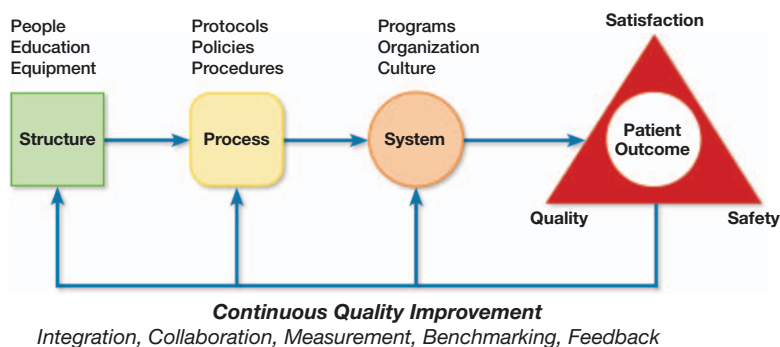 People
Education
Equipment
Protocols
Policies
Procedures
Programs
Organization
Culture
Satisfaction
Structure
Process
System
Patient
Outcome
Quality
Safety
Continuous Quality Improvement
Integration, Collaboration, Measurement, Benchmarking, Feedback